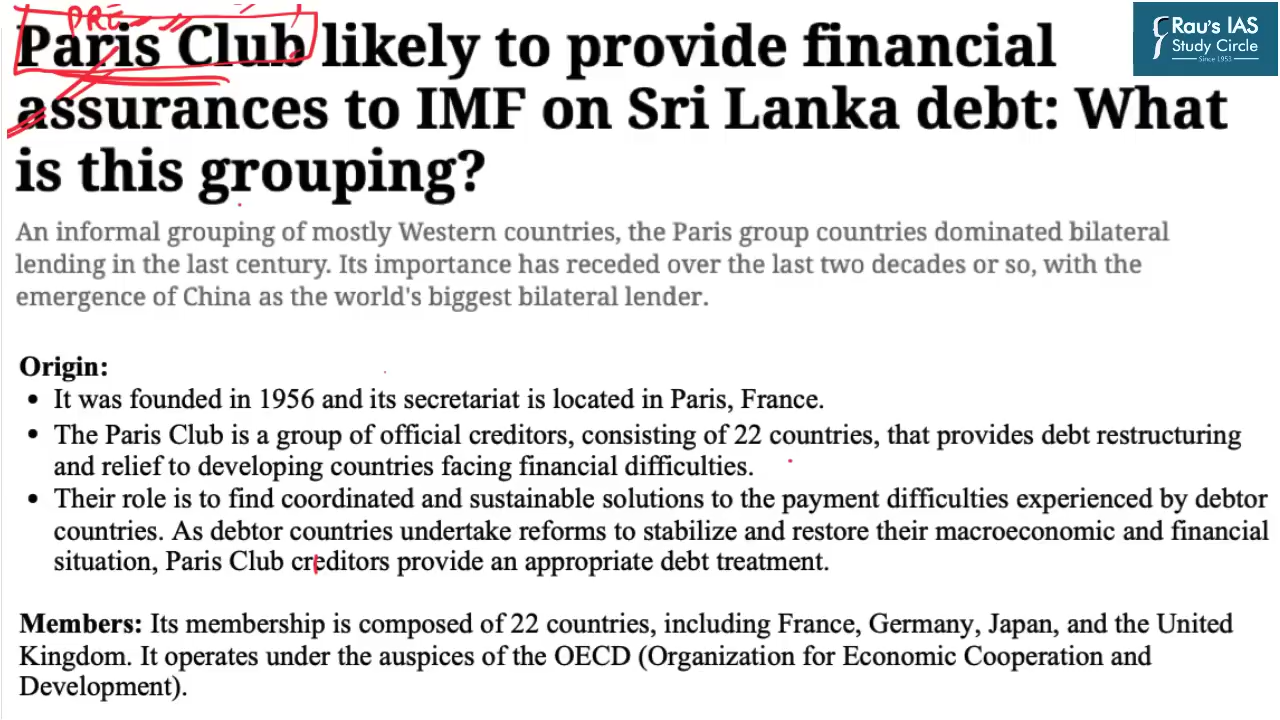 PRE
Rau's IAS
Study Circle
Since 1953
Paris Club likely to provide financial
assurances to IMF on Sri Lanka debt: What
is this grouping?
An informal grouping of mostly Western countries, the Paris group countries dominated bilateral
lending in the last century. Its importance has receded over the last two decades or so, with the
emergence of China as the world's biggest bilateral lender.
Origin:
• It was founded in 1956 and its secretariat is located in Paris, France.
• The Paris Club is a group of official creditors, consisting of 22 countries, that provides debt restructuring
and relief to developing countries facing financial difficulties.
• Their role is to find coordinated and sustainable solutions to the payment difficulties experienced by debtor
countries. As debtor countries undertake reforms to stabilize and restore their macroeconomic and financial
situation, Paris Club creditors provide an appropriate debt treatment.
Members: Its membership is composed of 22 countries, including France, Germany, Japan, and the United
Kingdom. It operates under the auspices of the OECD (Organization for Economic Cooperation and
Development).